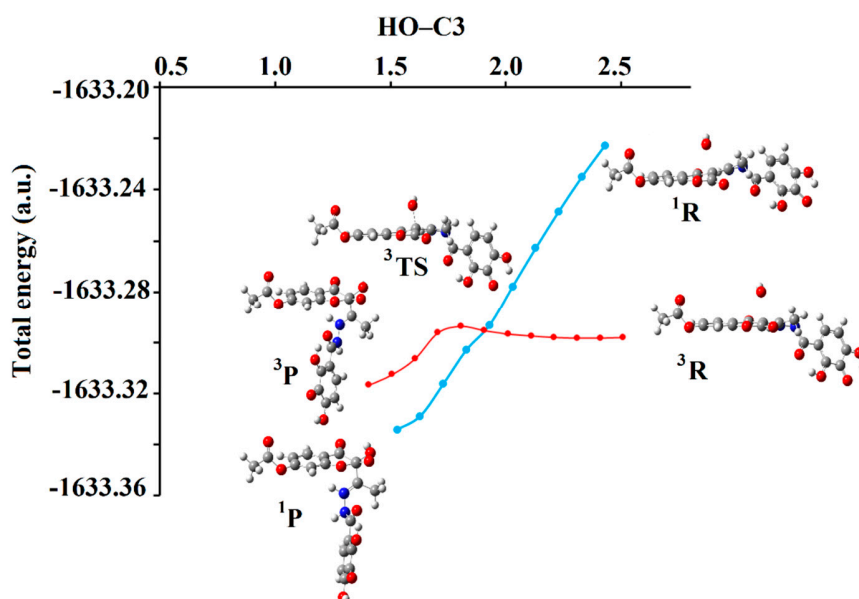 HO–C3
0.5 1.0 1.5 2.0 2.5
-1633.20
-1633.24
-1633.28
-1633.32
-1633.36
Total energy (a.u.)
¹R
³TS
³P
³R
¹P